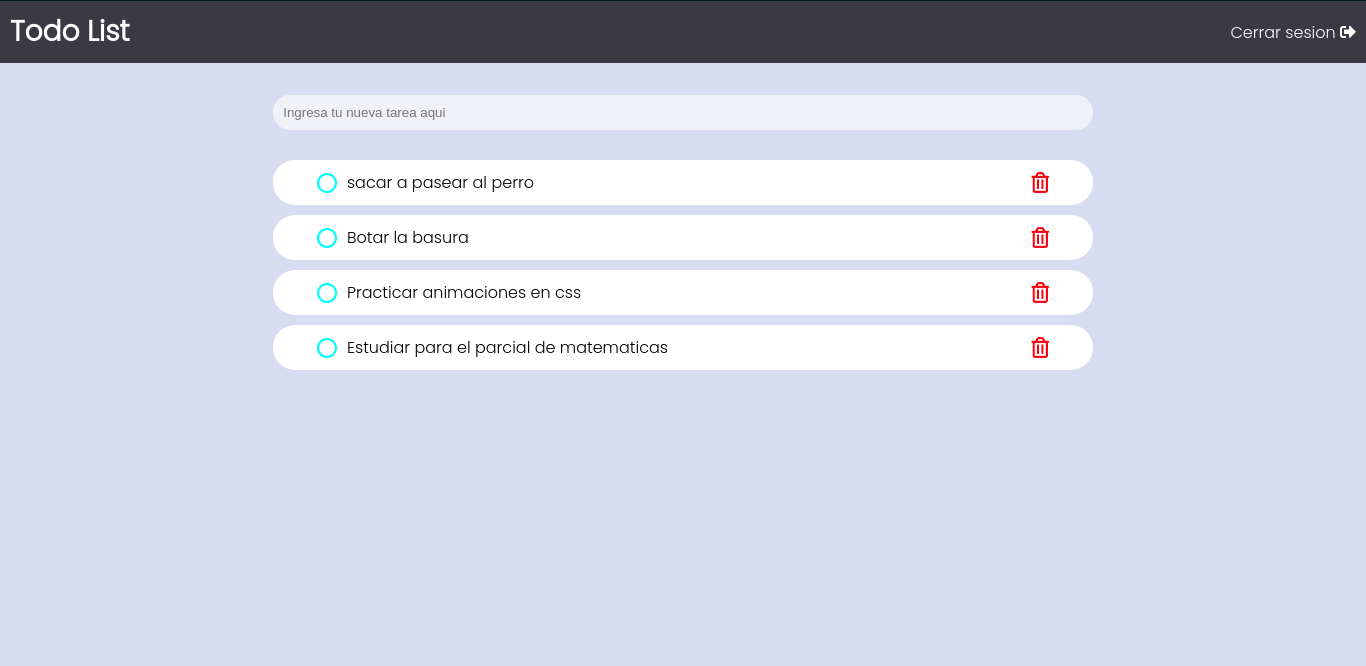 Todo List
Cerrar sesion
Ingresa tu nueva tarea aqui
sacar a pasear al perro
Botar la basura
Practicar animaciones en css
Estudiar para el parcial de matematicas